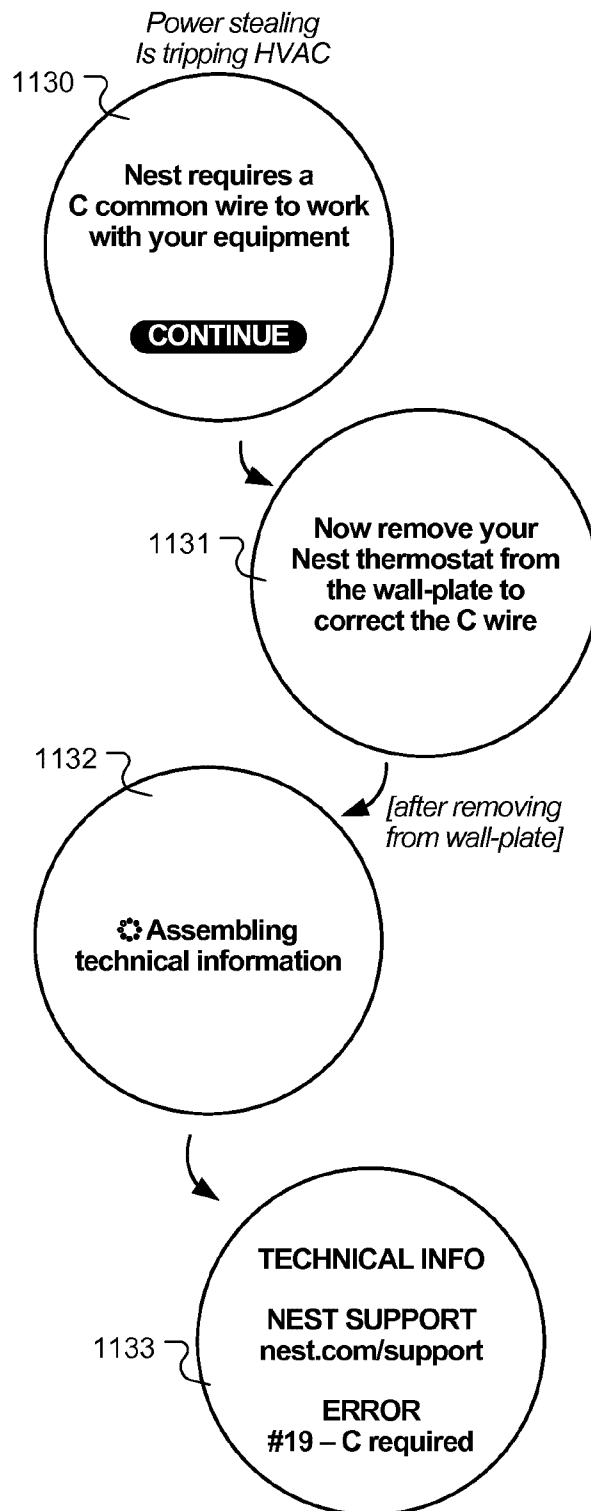 Power stealing
Is tripping HVAC
1130
Nest requires a
C common wire to work
with your equipment
CONTINUE
1131
Now remove your
Nest thermostat from
the wall-plate to
correct the C wire
[after removing
from wall-plate]
1132
Assembling
technical information
1133
TECHNICAL INFO
NEST SUPPORT
nest.com/support
ERROR
#19 – C required